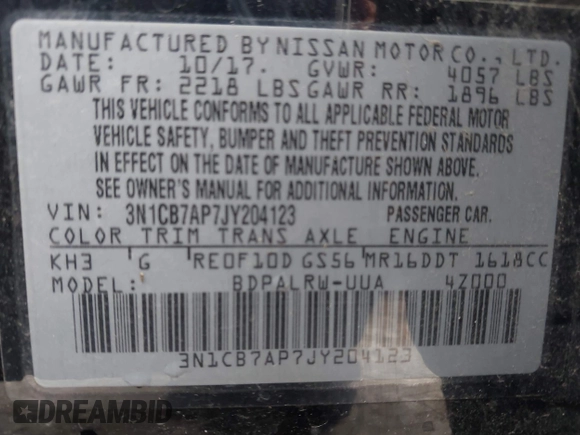 MANUFACTURED BY NISSAN MOTOR CO., LTD.
DATE: 10/17. GVWR: 4057 LBS
GAWR FR: 2218 LBS GAWR RR: 1896 LBS
THIS VEHICLE CONFORMS TO ALL APPLICABLE FEDERAL MOTOR
VEHICLE SAFETY, BUMPER AND THEFT PREVENTION STANDARDS
IN EFFECT ON THE DATE OF MANUFACTURE SHOWN ABOVE.
SEE OWNER'S MANUAL FOR ADDITIONAL INFORMATION.
VIN: 3N1CB7AP7JY204123 PASSENGER CAR.
COLOR TRIM TRANS AXLE ENGINE
KH3 G RE0F10D GS56 MR16DDT 1618CC
MODEL: BDPALRW-UUA 4Z000
3N1CB7AP7JY204123
DREAMBID